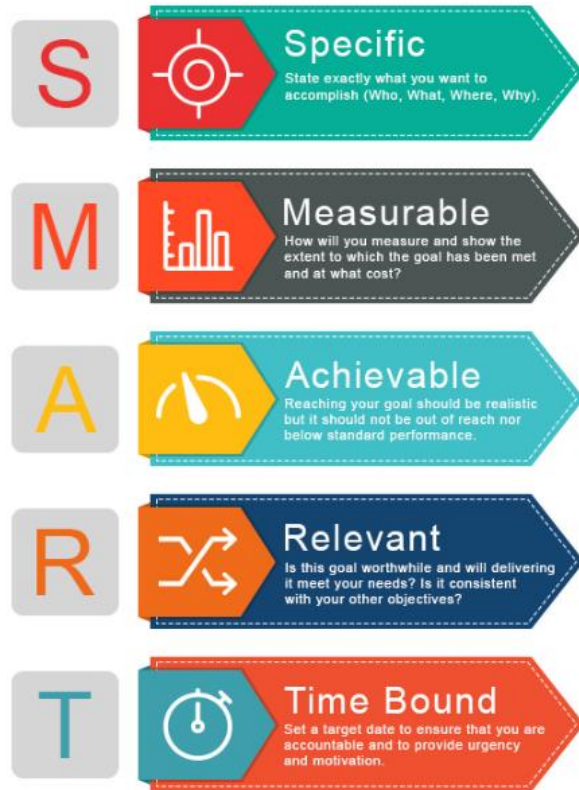 S
Specific
State exactly what you want to
accomplish (Who, What, Where, Why).
M
Measurable
How will you measure and show the
extent to which the goal has been met
and at what cost?
A
Achievable
Reaching your goal should be realistic
but it should not be out of reach nor
below standard performance.
R
Relevant
Is this goal worthwhile and will delivering
it meet your needs? Is it consistent
with your other objectives?
T
Time Bound
Set a target date to ensure that you are
accountable and to provide urgency
and motivation.